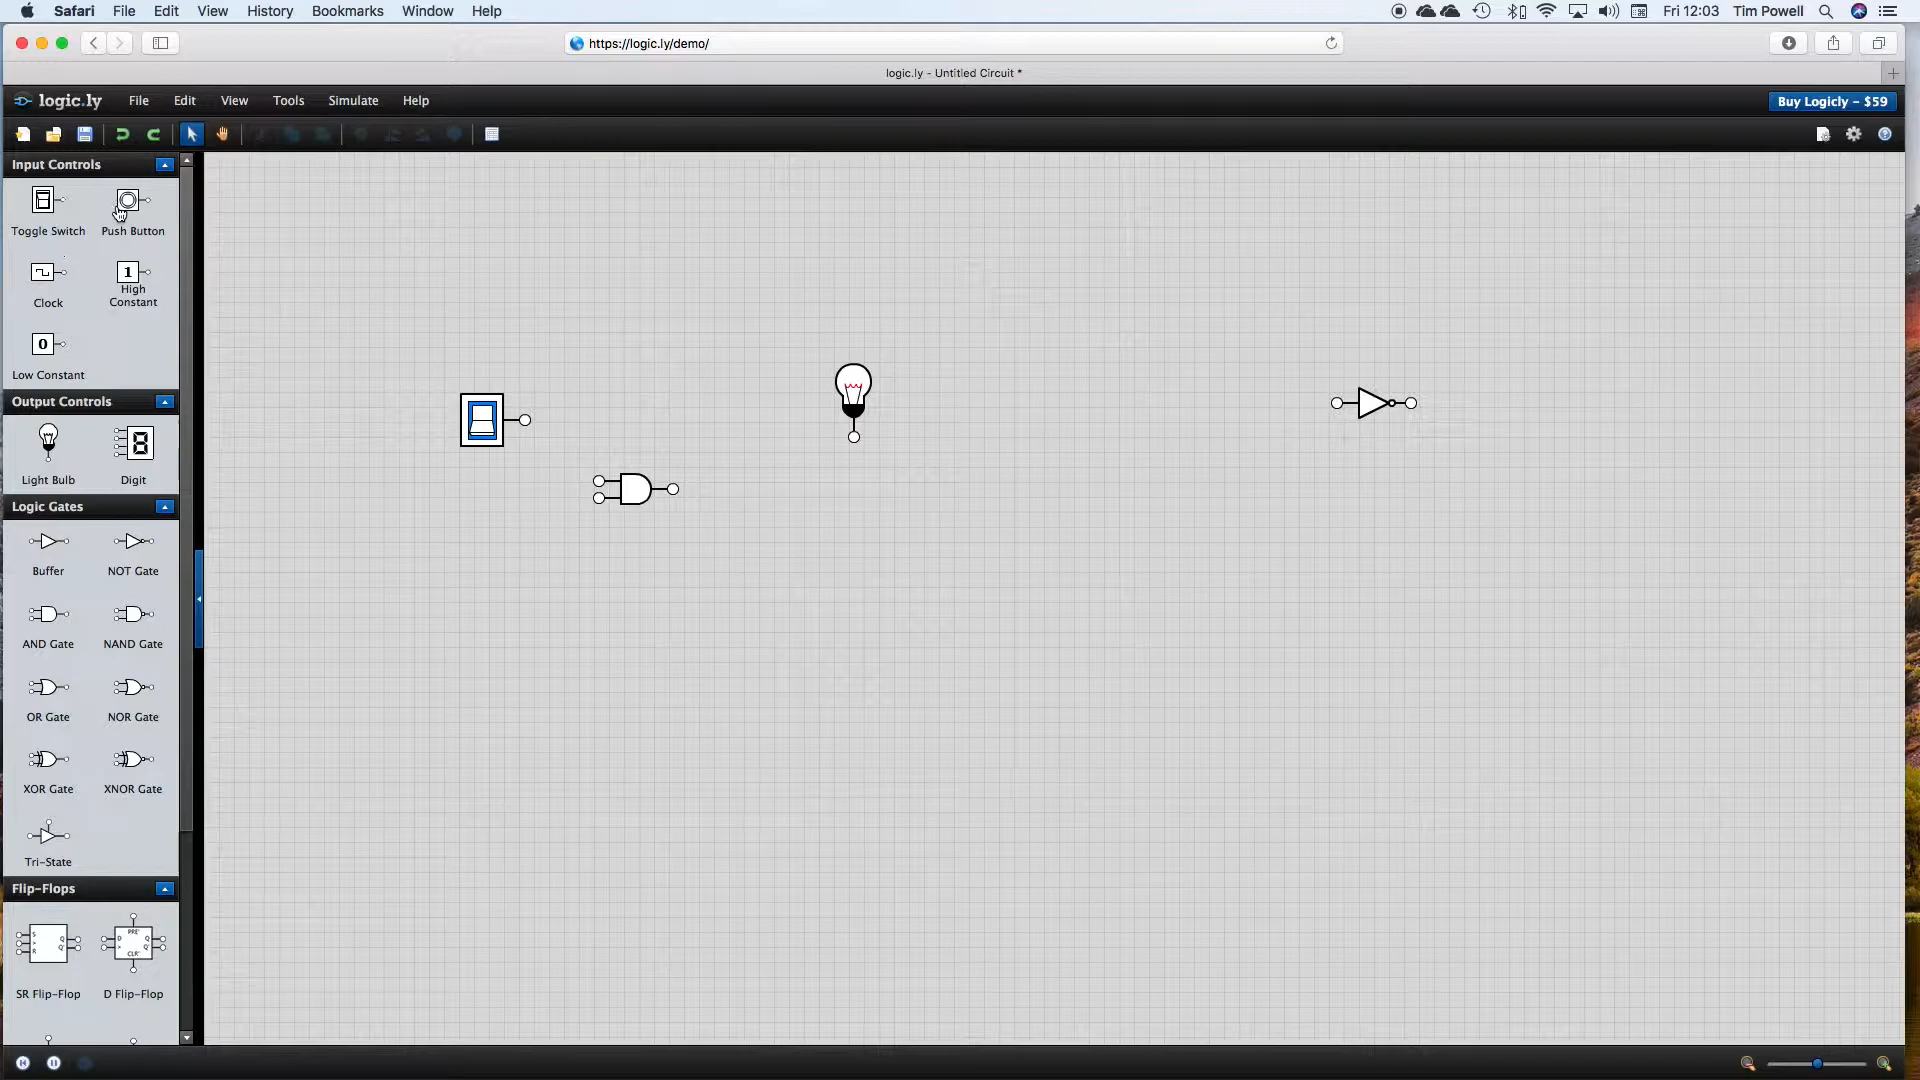 Safari File Edit View History Bookmarks Window Help
Fri 12:03 Tim Powell
https://logic.ly/demo/
logic.ly - Untitled Circuit *
logic.ly File Edit View Tools Simulate Help
Buy Logicly – $59
Input Controls
Toggle Switch Push Button
1
Clock High Constant
0
Low Constant
Output Controls
Light Bulb Digit
Logic Gates
Buffer NOT Gate
AND Gate NAND Gate
OR Gate NOR Gate
XOR Gate XNOR Gate
Tri-State
Flip-Flops
S Q
> Q'
R
PRE'
D Q
> Q'
CLR'
SR Flip-Flop D Flip-Flop